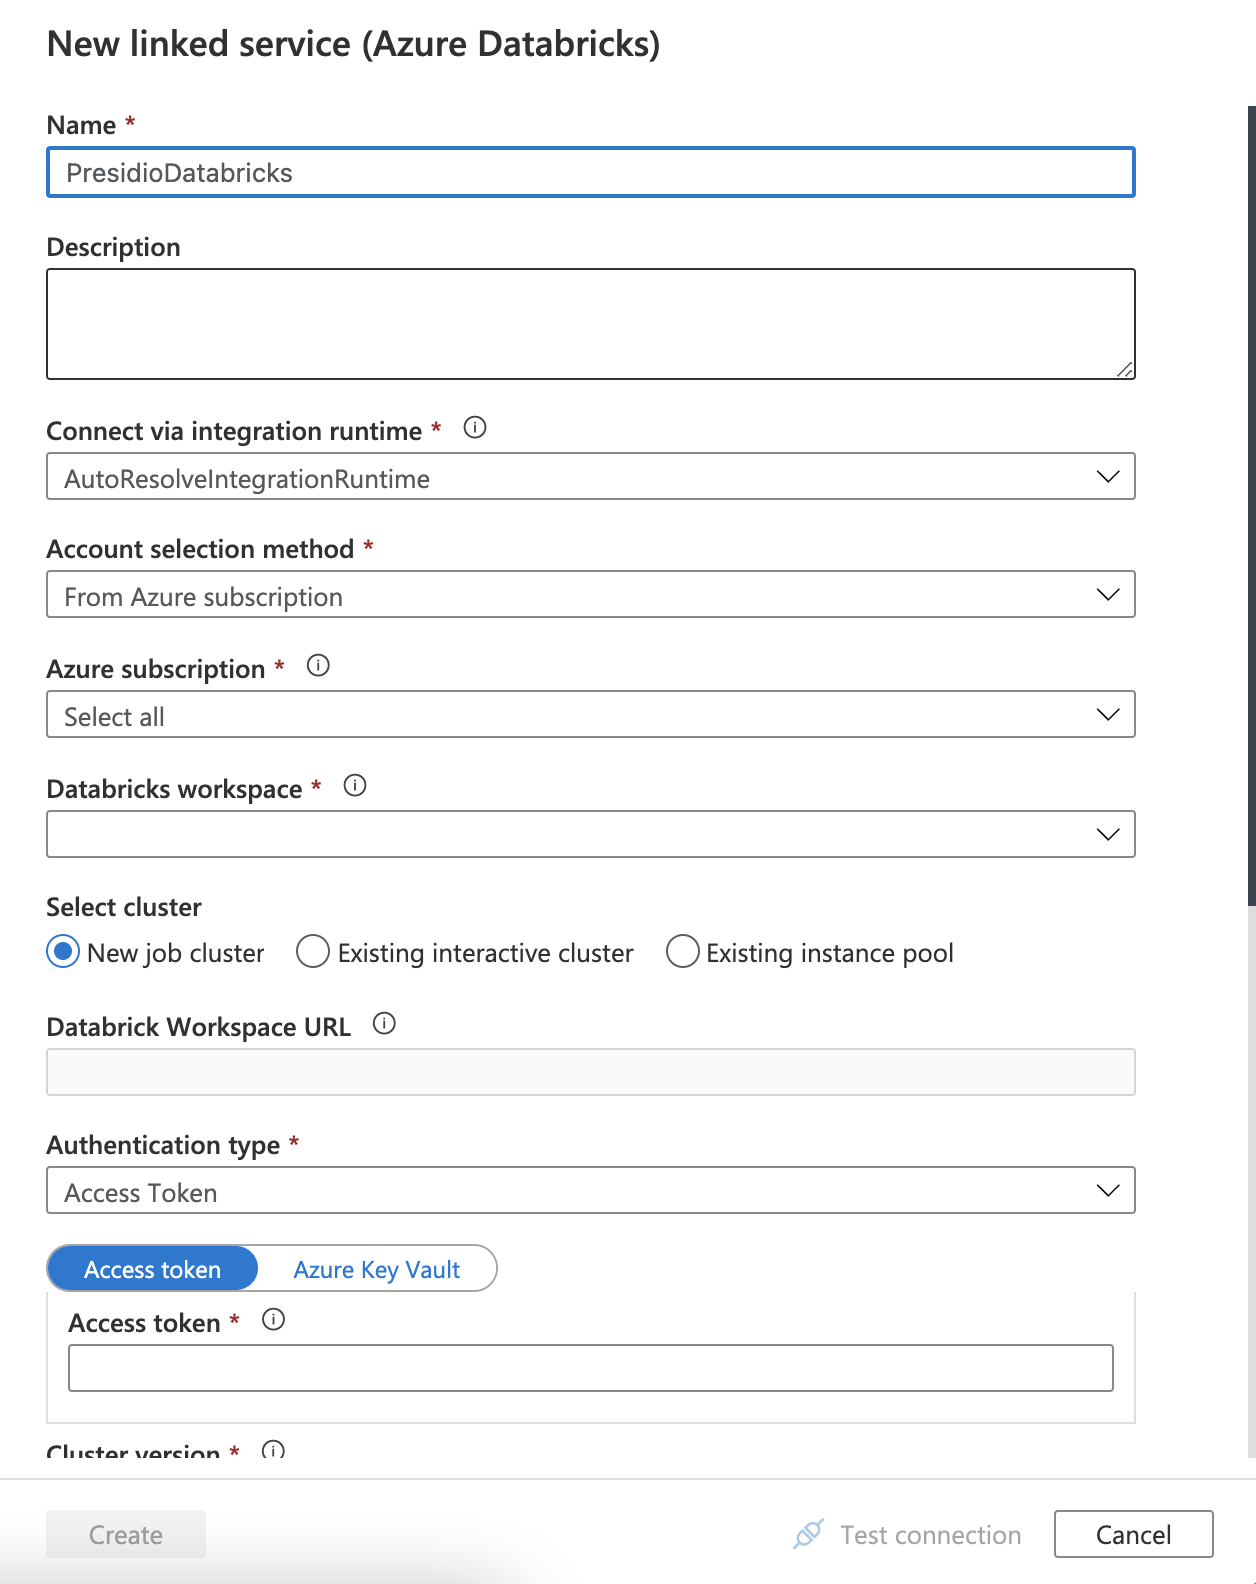 New linked service (Azure Databricks)
Name *
PresidioDatabricks
Description
Connect via integration runtime *
AutoResolveIntegrationRuntime
Account selection method *
From Azure subscription
Azure subscription *
Select all
Databricks workspace *
Select cluster
New job cluster Existing interactive cluster Existing instance pool
Databrick Workspace URL
Authentication type *
Access Token
Access token Azure Key Vault
Access token *
Cluster version *
Create Test connection Cancel